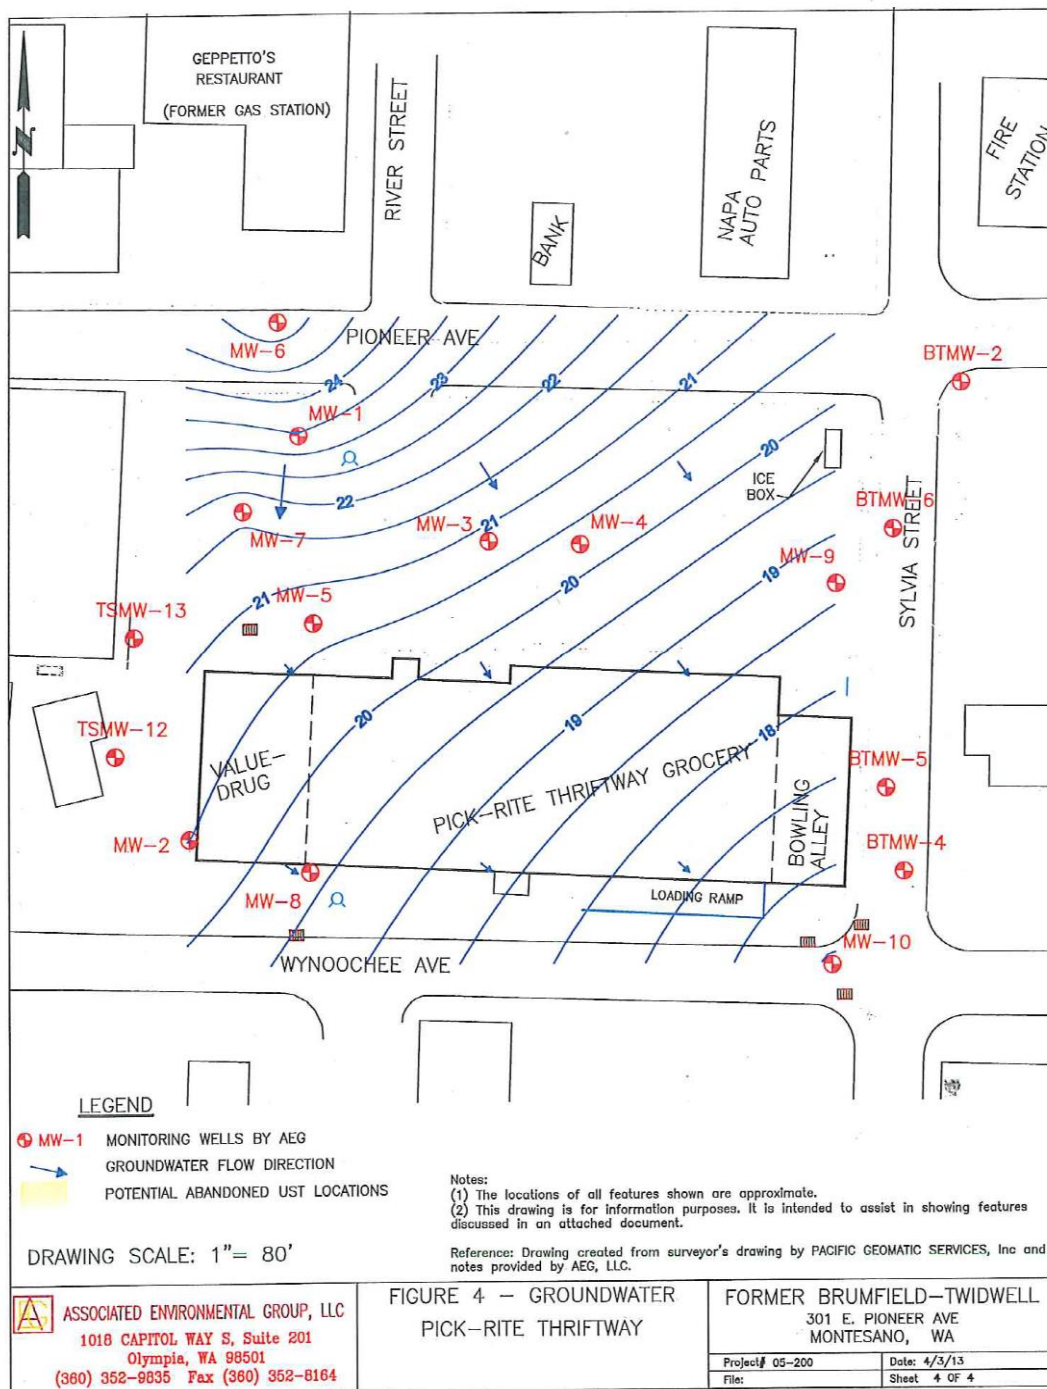 GEPPETTO'S
RESTAURANT
(FORMER GAS STATION)
N
RIVER STREET
BANK
NAPA
AUTO PARTS
FIRE
STATION
MW-6
PIONEER AVE
BTMW-2
24
23
22
21
MW-1
20
ICE
BOX
22
MW-3
21
MW-4
BTMW-6
MW-7
SYLVIA STREET
MW-9
19
20
21
MW-5
TSMW-13
20
19
18
TSMW-12
VALUE-
DRUG
PICK-RITE THRIFTWAY GROCERY
BOWLING
ALLEY
BTMW-5
MW-2
BTMW-4
MW-8
LOADING RAMP
MW-10
WYNOOCHEE AVE
LEGEND
MW-1 MONITORING WELLS BY AEG
GROUNDWATER FLOW DIRECTION
POTENTIAL ABANDONED UST LOCATIONS
DRAWING SCALE: 1"= 80'
Notes:
(1) The locations of all features shown are approximate.
(2) This drawing is for information purposes. It is intended to assist in showing features
discussed in an attached document.
Reference: Drawing created from surveyor's drawing by PACIFIC GEOMATIC SERVICES, Inc and
notes provided by AEG, LLC.
AEG
ASSOCIATED ENVIRONMENTAL GROUP, LLC
1018 CAPITOL WAY S, Suite 201
Olympia, WA 98501
(360) 352-9835 Fax (360) 352-8164
FIGURE 4 - GROUNDWATER
PICK-RITE THRIFTWAY
FORMER BRUMFIELD-TWIDWELL
301 E. PIONEER AVE
MONTESANO, WA
Project# 05-200
Date: 4/3/13
File:
Sheet 4 OF 4